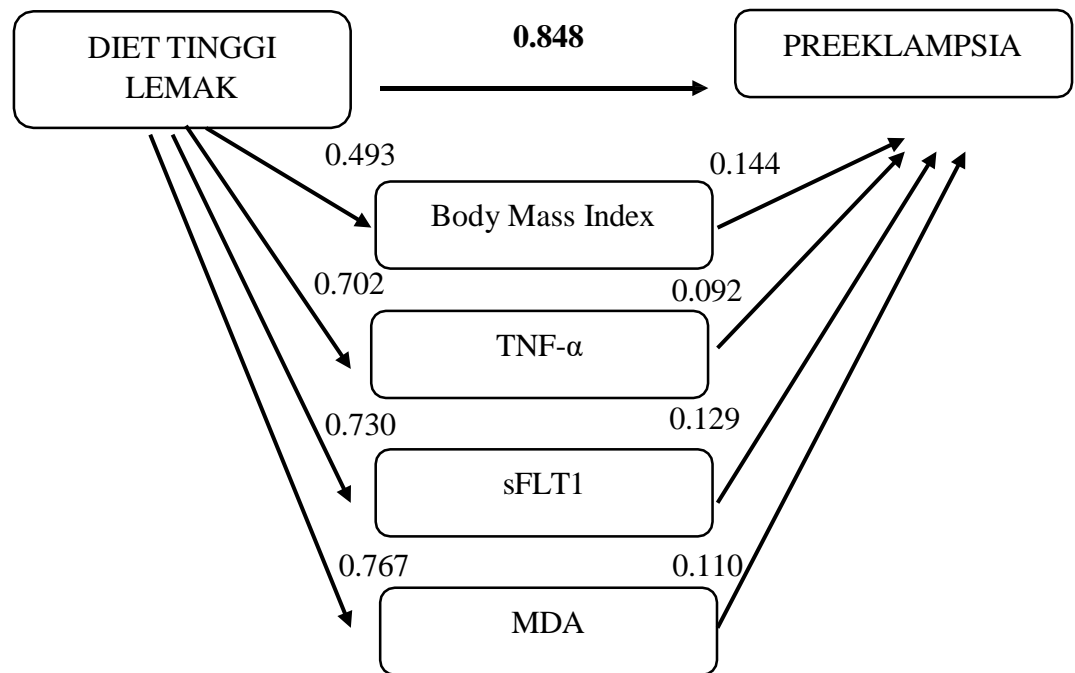 DIET TINGGI
LEMAK
0.848
PREEKLAMPSIA
0.493
0.144
Body Mass Index
0.702
0.092
TNF-α
0.730
0.129
sFLT1
0.767
0.110
MDA